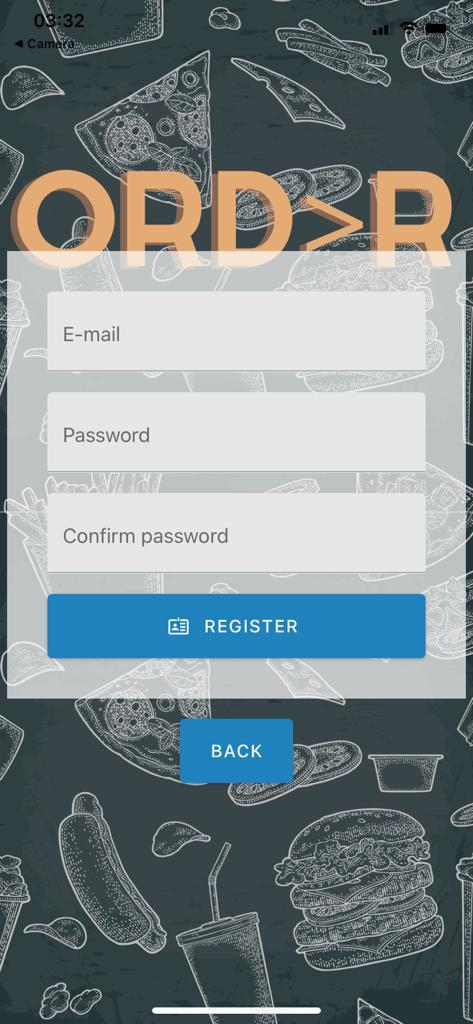 03:32
◀ Camera
ORD>R
E-mail
Password
Confirm password
REGISTER
BACK